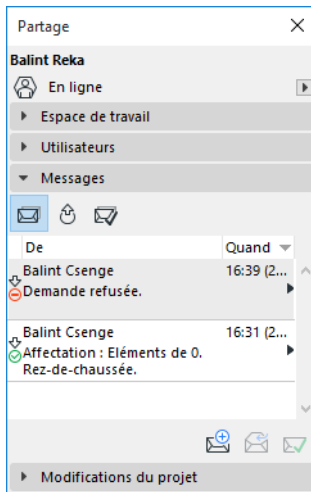 Partage
Balint Reka
En ligne
Espace de travail
Utilisateurs
Messages
De Quand
Balint Csenge 16:39 (2...
Demande refusée.
Balint Csenge 16:31 (2...
Affectation : Eléments de 0.
Rez-de-chaussée.
Modifications du projet